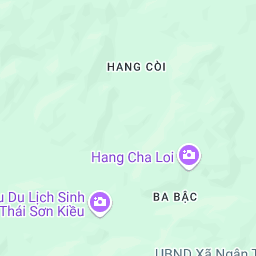 HANG CÒI
Hang Cha Loi
Du Lịch Sinh
Thái Sơn Kiều
BA BẬC
UBND Xã Ngân